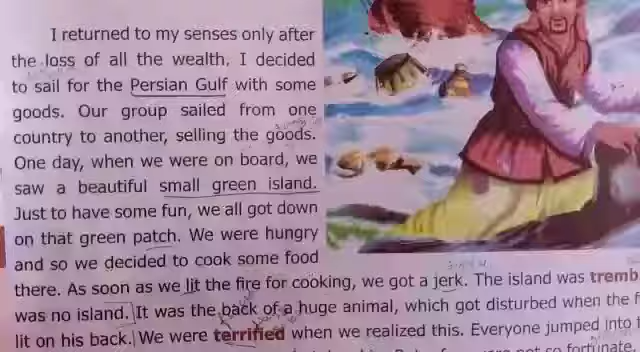 I returned to my senses only after
the loss of all the wealth. I decided
to sail for the Persian Gulf with some
goods. Our group sailed from one
country to another, selling the goods.
One day, when we were on board, we
saw a beautiful small green island.
Just to have some fun, we all got down
on that green patch. We were hungry
and so we decided to cook some food
there. As soon as we lit the fire for cooking, we got a jerk. The island was tremb
was no island. It was the back of a huge animal, which got disturbed when the f
lit on his back. We were terrified when we realized this. Everyone jumped into t
not so fortunate.